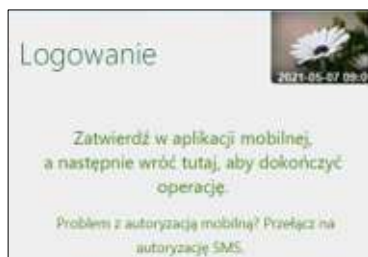 Logowanie
2021-05-07 09:0
Zatwierdź w aplikacji mobilnej,
a następnie wróć tutaj, aby dokończyć
operację.
Problem z autoryzacją mobilną? Przełącz na
autoryzację SMS.